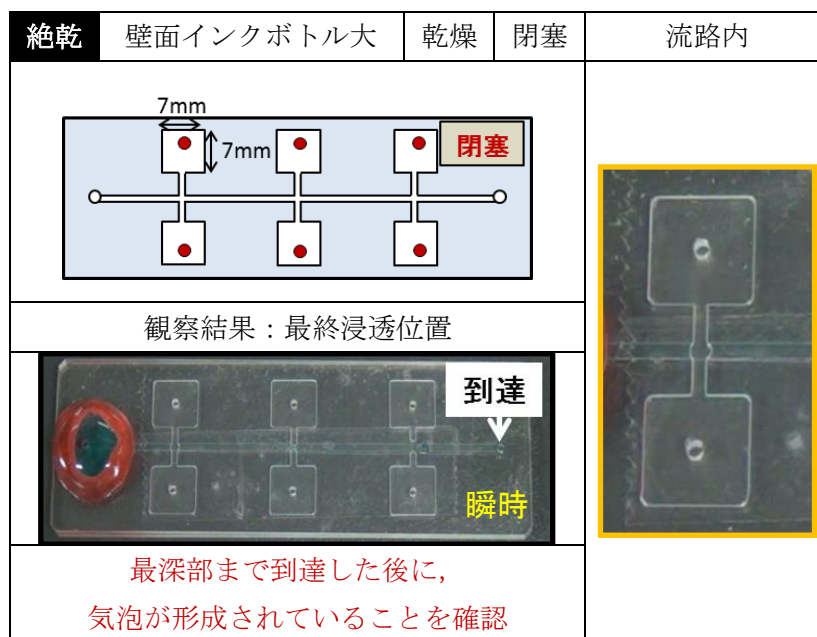 絶乾 壁面インクボトル大 乾燥 閉塞 流路内
7mm
7mm
閉塞
観察結果：最終浸透位置
到達
瞬時
最深部まで到達した後に,
気泡が形成されていることを確認